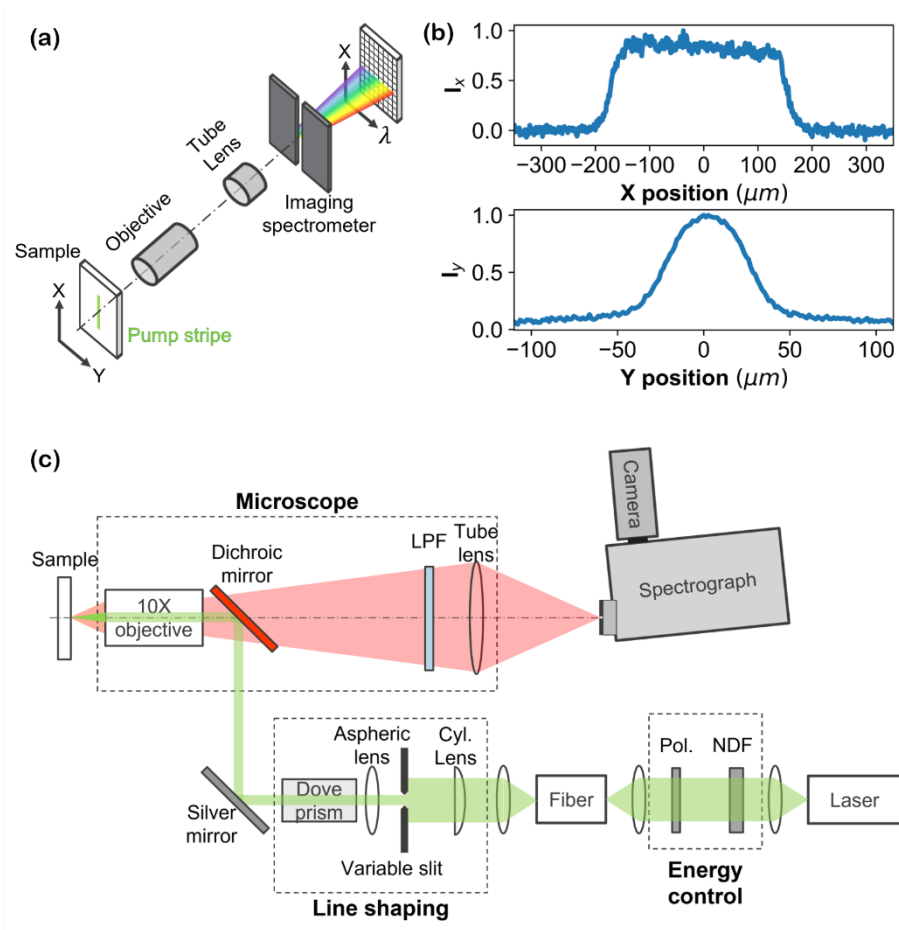 (a)
X
λ
Tube
Lens
Objective
Imaging
spectrometer
Sample
X
Y
Pump stripe
(b)
1.0
0.5
0.0
I_x
−300 −200 −100 0 100 200 300
X position (μm)
1.0
0.5
0.0
I_y
−100 −50 0 50 100
Y position (μm)
(c)
Microscope
Camera
Sample
Dichroic
mirror
LPF
Tube
lens
Spectrograph
10X
objective
Aspheric
lens
Cyl.
Lens
Pol.
NDF
Dove
prism
Fiber
Laser
Silver
mirror
Variable slit
Line shaping
Energy
control